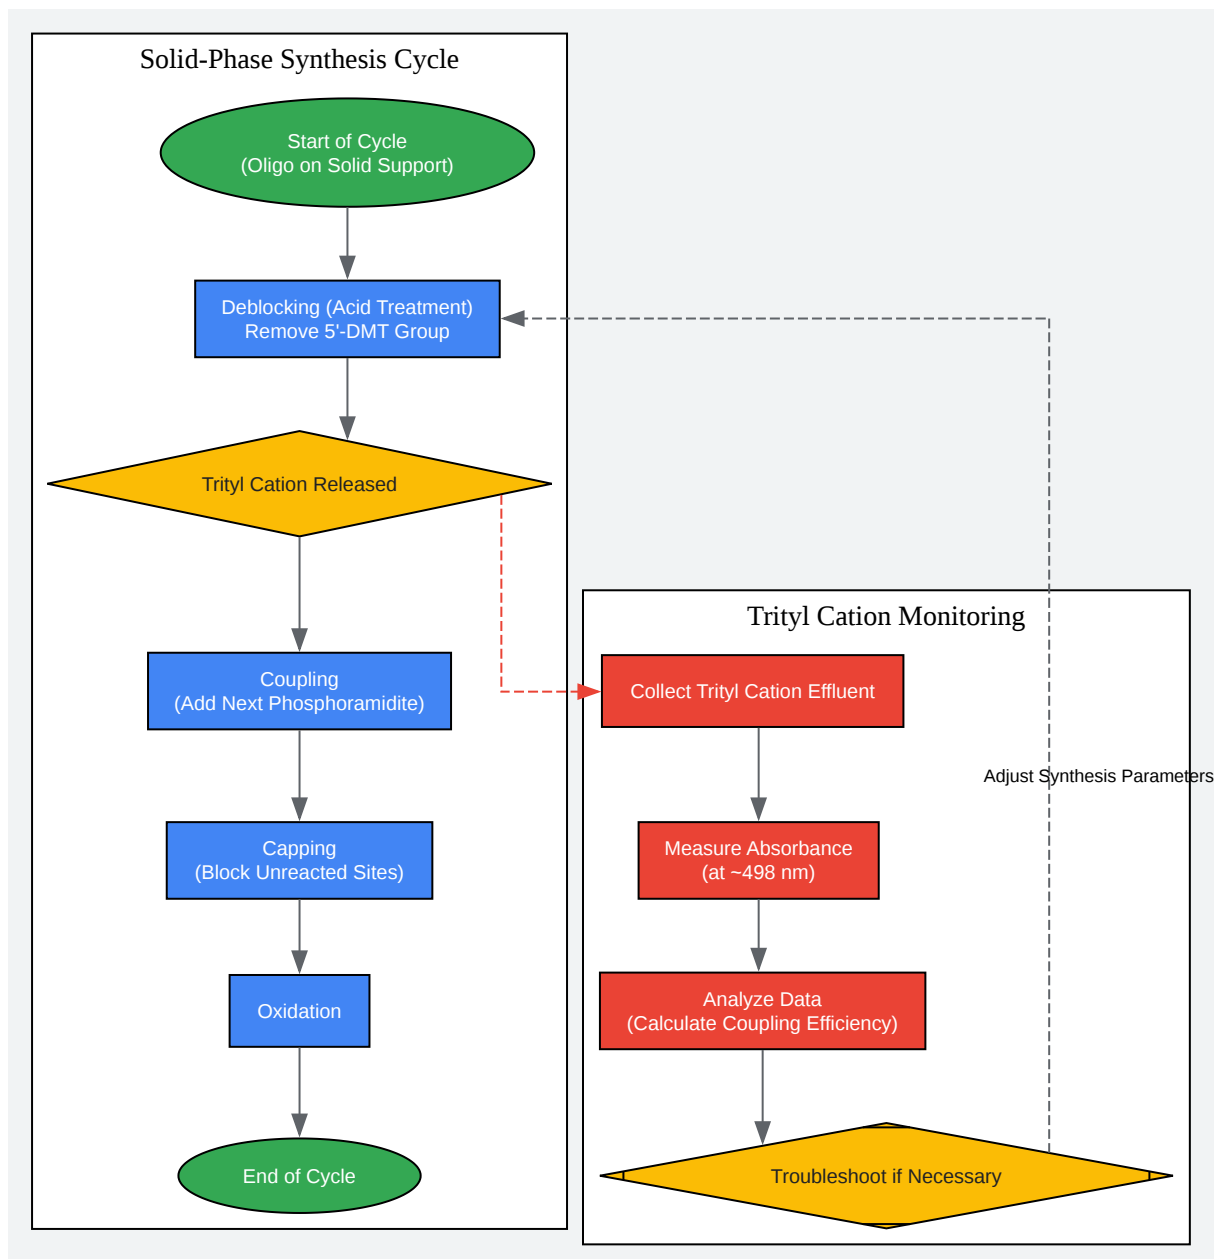 Solid-Phase Synthesis Cycle
Start of Cycle
(Oligo on Solid Support)
Deblocking (Acid Treatment)
Remove 5'-DMT Group
Trityl Cation Released
Coupling
(Add Next Phosphoramidite)
Capping
(Block Unreacted Sites)
Oxidation
End of Cycle
Trityl Cation Monitoring
Collect Trityl Cation Effluent
Adjust Synthesis Parameters
Measure Absorbance
(at ~498 nm)
Analyze Data
(Calculate Coupling Efficiency)
Troubleshoot if Necessary